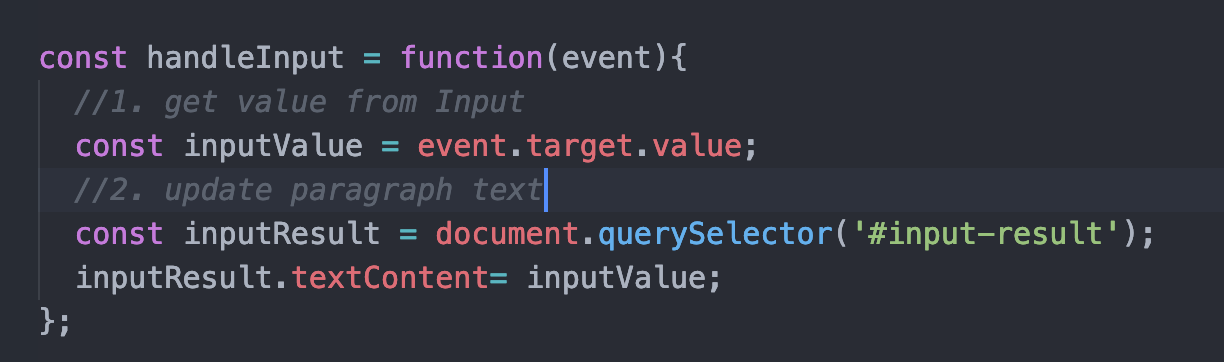 const handleInput = function(event){
//1. get value from Input
const inputValue = event.target.value;
//2. update paragraph text
const inputResult = document.querySelector('#input-result');
inputResult.textContent= inputValue;
};